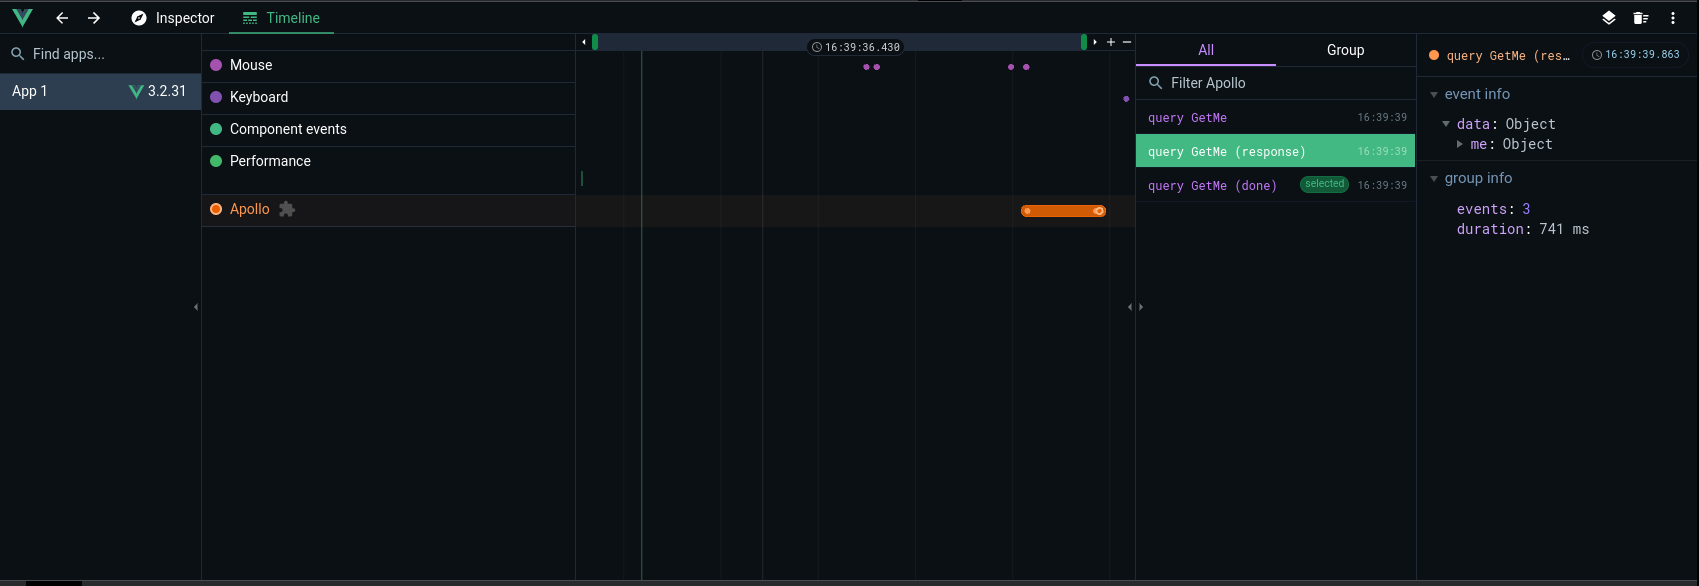 Inspector
Timeline
Find apps...
App 1
3.2.31
Mouse
Keyboard
Component events
Performance
Apollo
16:39:36.430
All
Group
Filter Apollo
query GetMe 16:39:39
query GetMe (response) 16:39:39
query GetMe (done) selected 16:39:39
query GetMe (res… 16:39:39.863
event info
data: Object
me: Object
group info
events: 3
duration: 741 ms